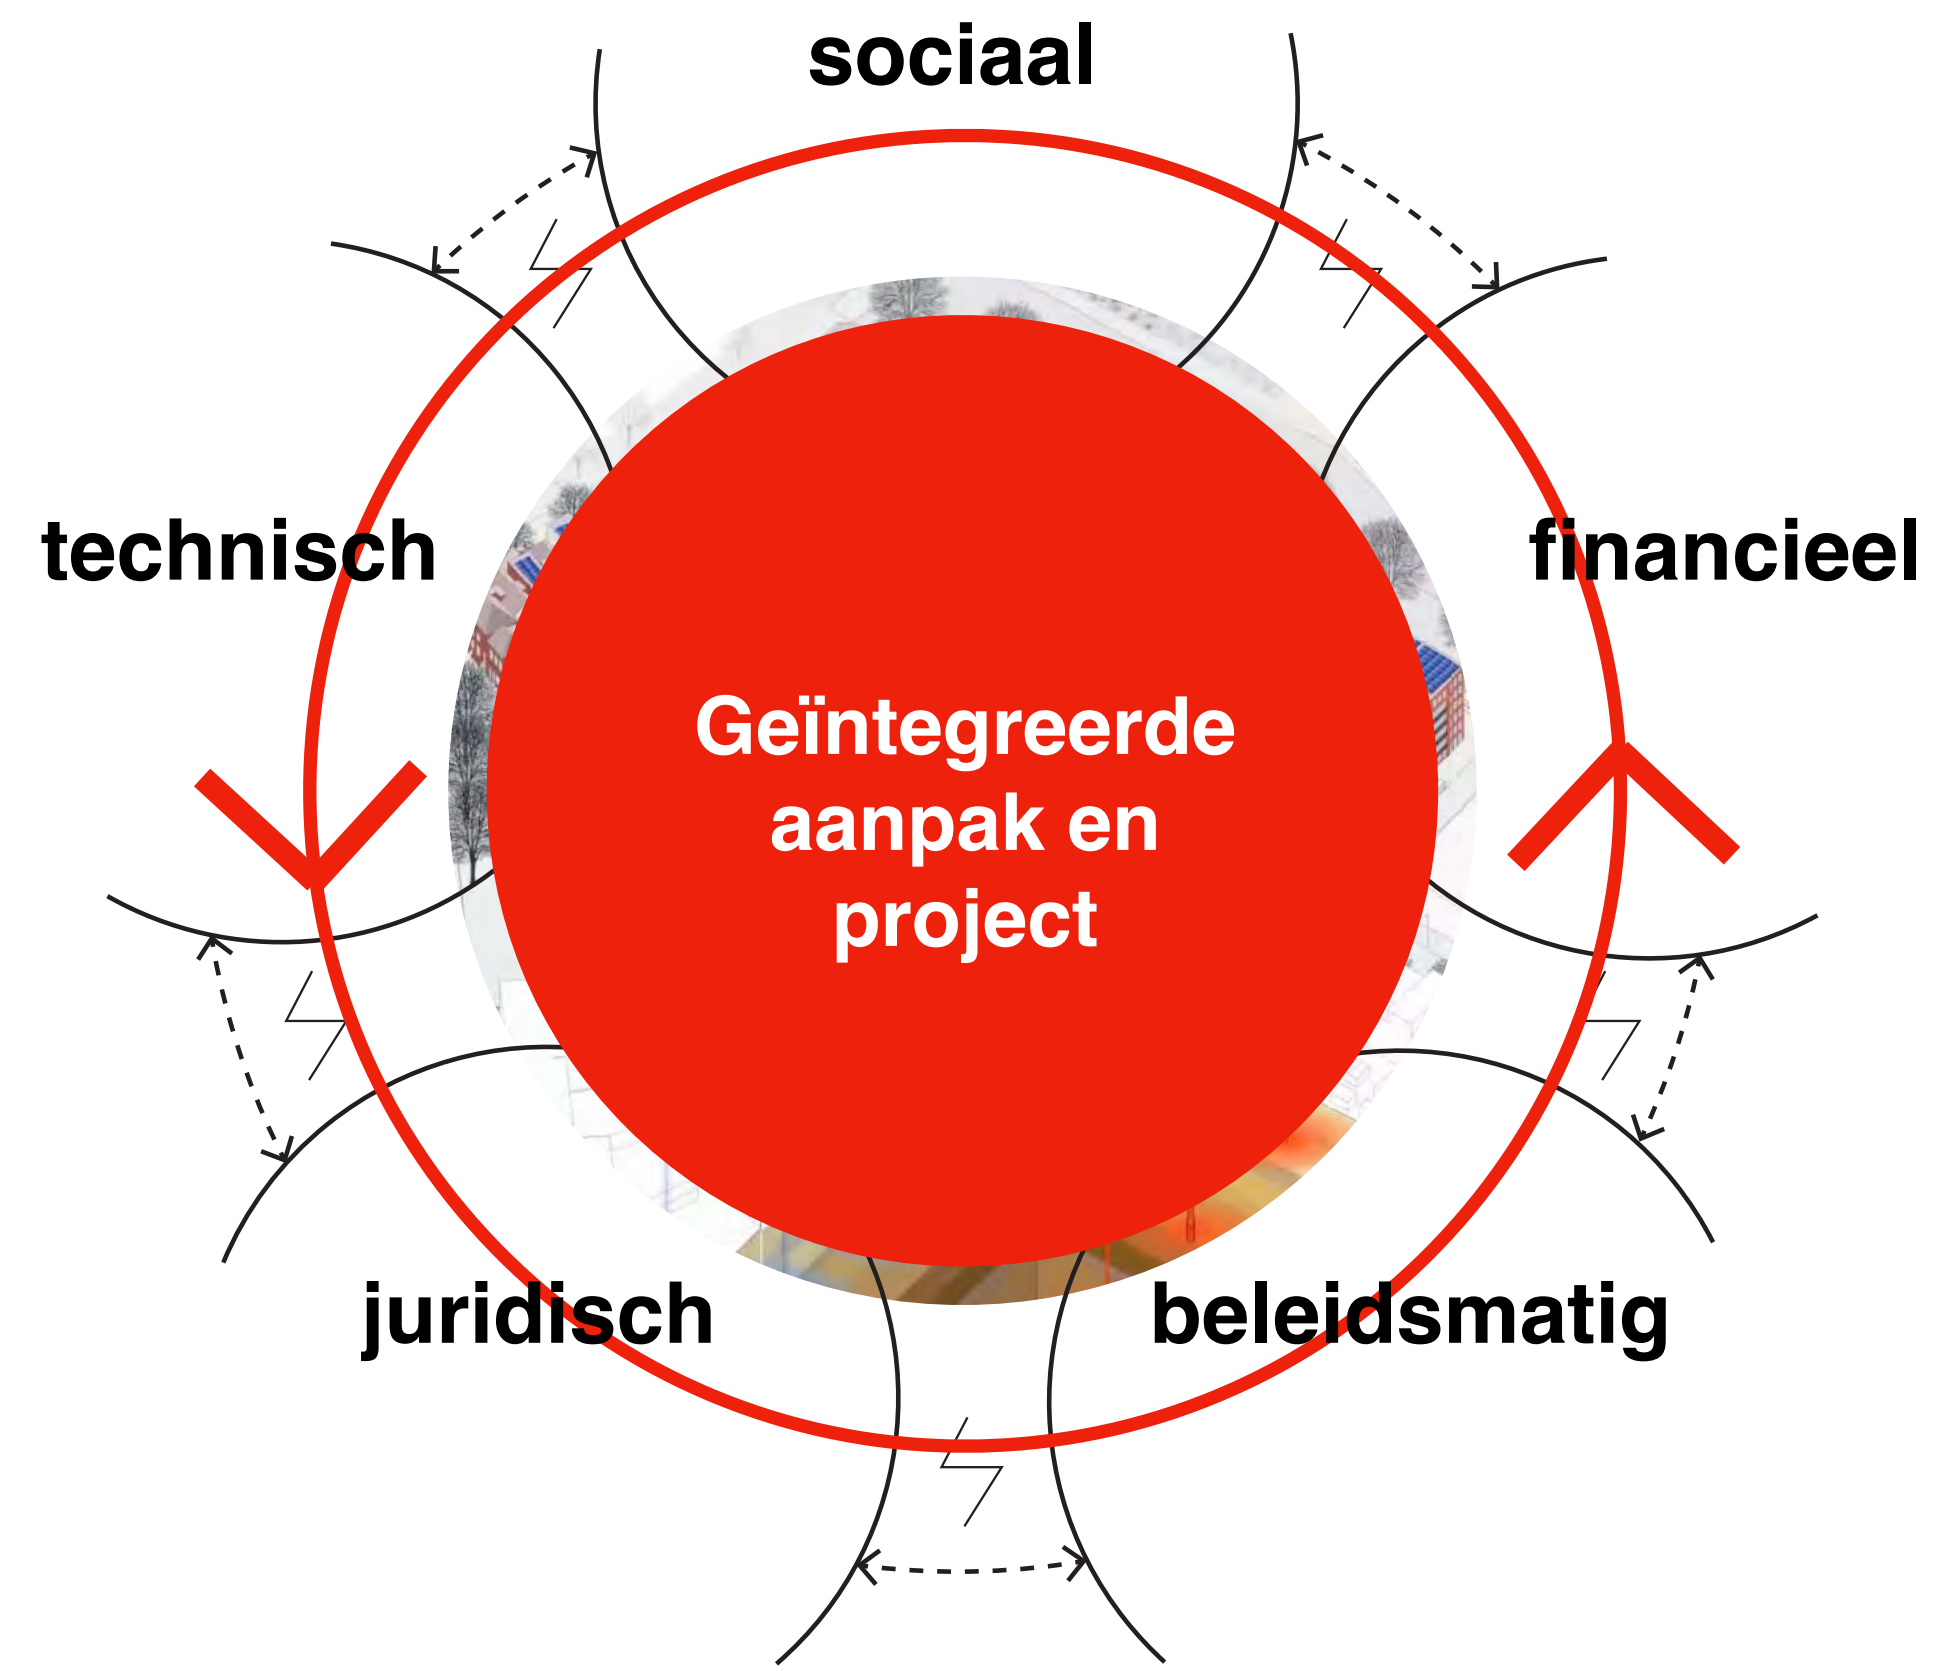 sociaal
technisch
financieel
Geïntegreerde
aanpak en
project
juridisch
beleidsmatig